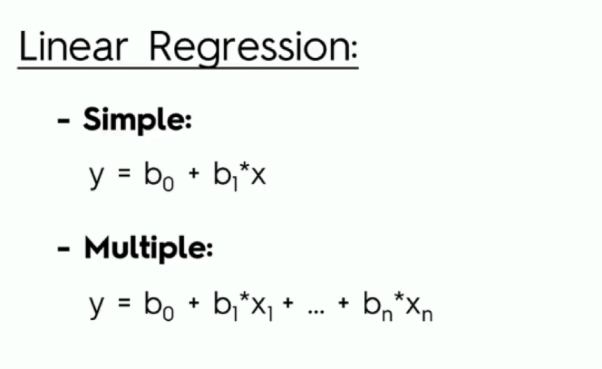 Linear Regression:
- Simple:
y = b₀ + b₁*x
- Multiple:
y = b₀ + b₁*x₁ + ... + bₙ*xₙ